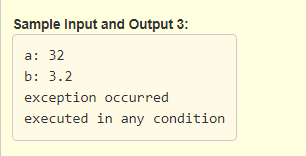 Sample Input and Output 3:
a: 32
b: 3.2
exception occurred
executed in any condition